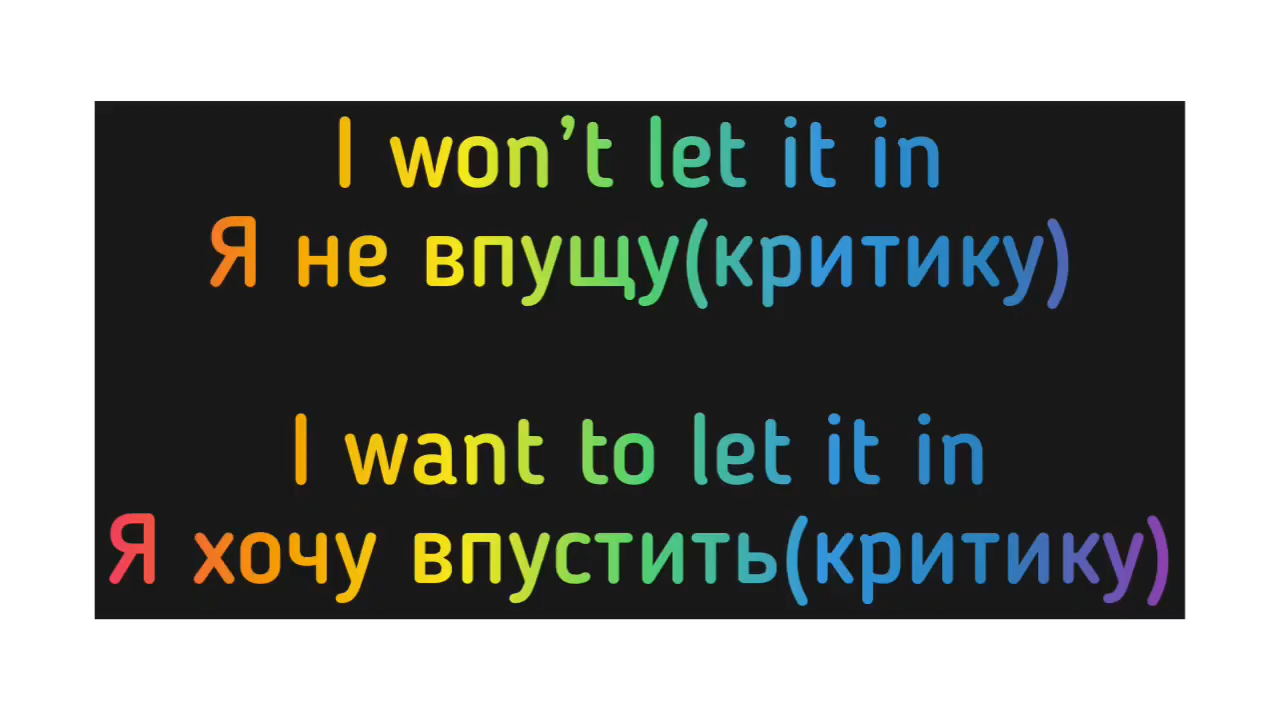 I won’t let it in
Я не впущу(критику)
I want to let it in
Я хочу впустить(критику)